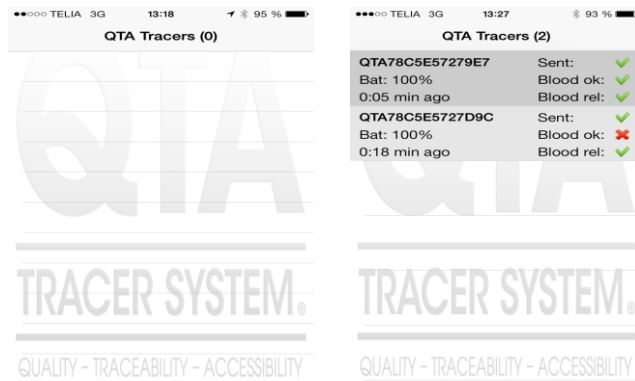 TELIA 3G 13:18 95 %
QTA Tracers (0)
QTA
TRACER SYSTEM®
QUALITY – TRACEABILITY – ACCESSIBILITY
TELIA 3G 13:27 93 %
QTA Tracers (2)
QTA78C5E57279E7 Sent:
Bat: 100% Blood ok:
0:05 min ago Blood rel:
QTA78C5E5727D9C Sent:
Bat: 100% Blood ok:
0:18 min ago Blood rel:
QTA
TRACER SYSTEM®
QUALITY – TRACEABILITY – ACCESSIBILITY